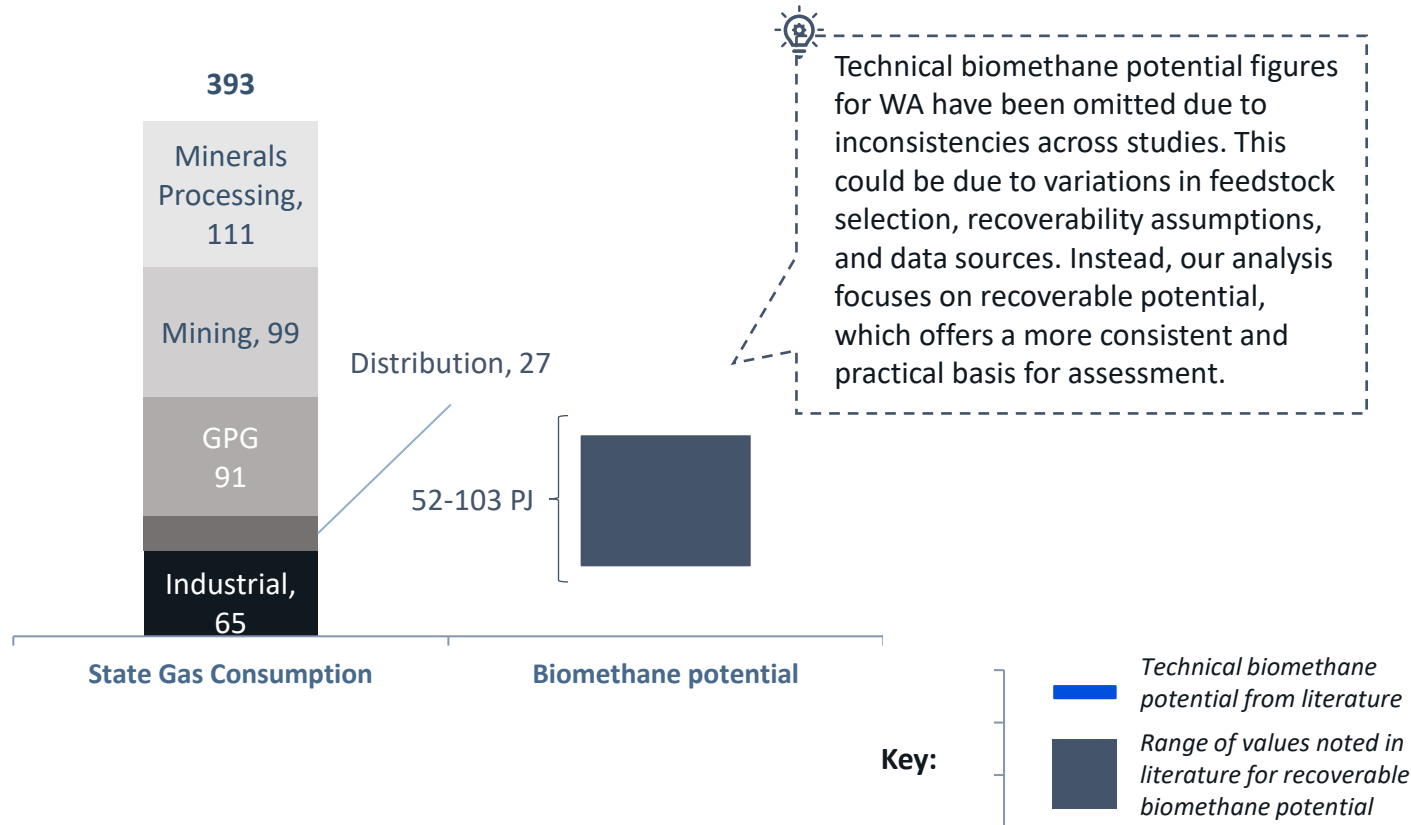 393
Minerals
Processing,
111
Mining, 99
GPG
91
Industrial,
65
Distribution, 27
52-103 PJ
Technical biomethane potential figures
for WA have been omitted due to
inconsistencies across studies. This
could be due to variations in feedstock
selection, recoverability assumptions,
and data sources. Instead, our analysis
focuses on recoverable potential,
which offers a more consistent and
practical basis for assessment.
State Gas Consumption
Biomethane potential
Key:
Technical biomethane
potential from literature
Range of values noted in
literature for recoverable
biomethane potential